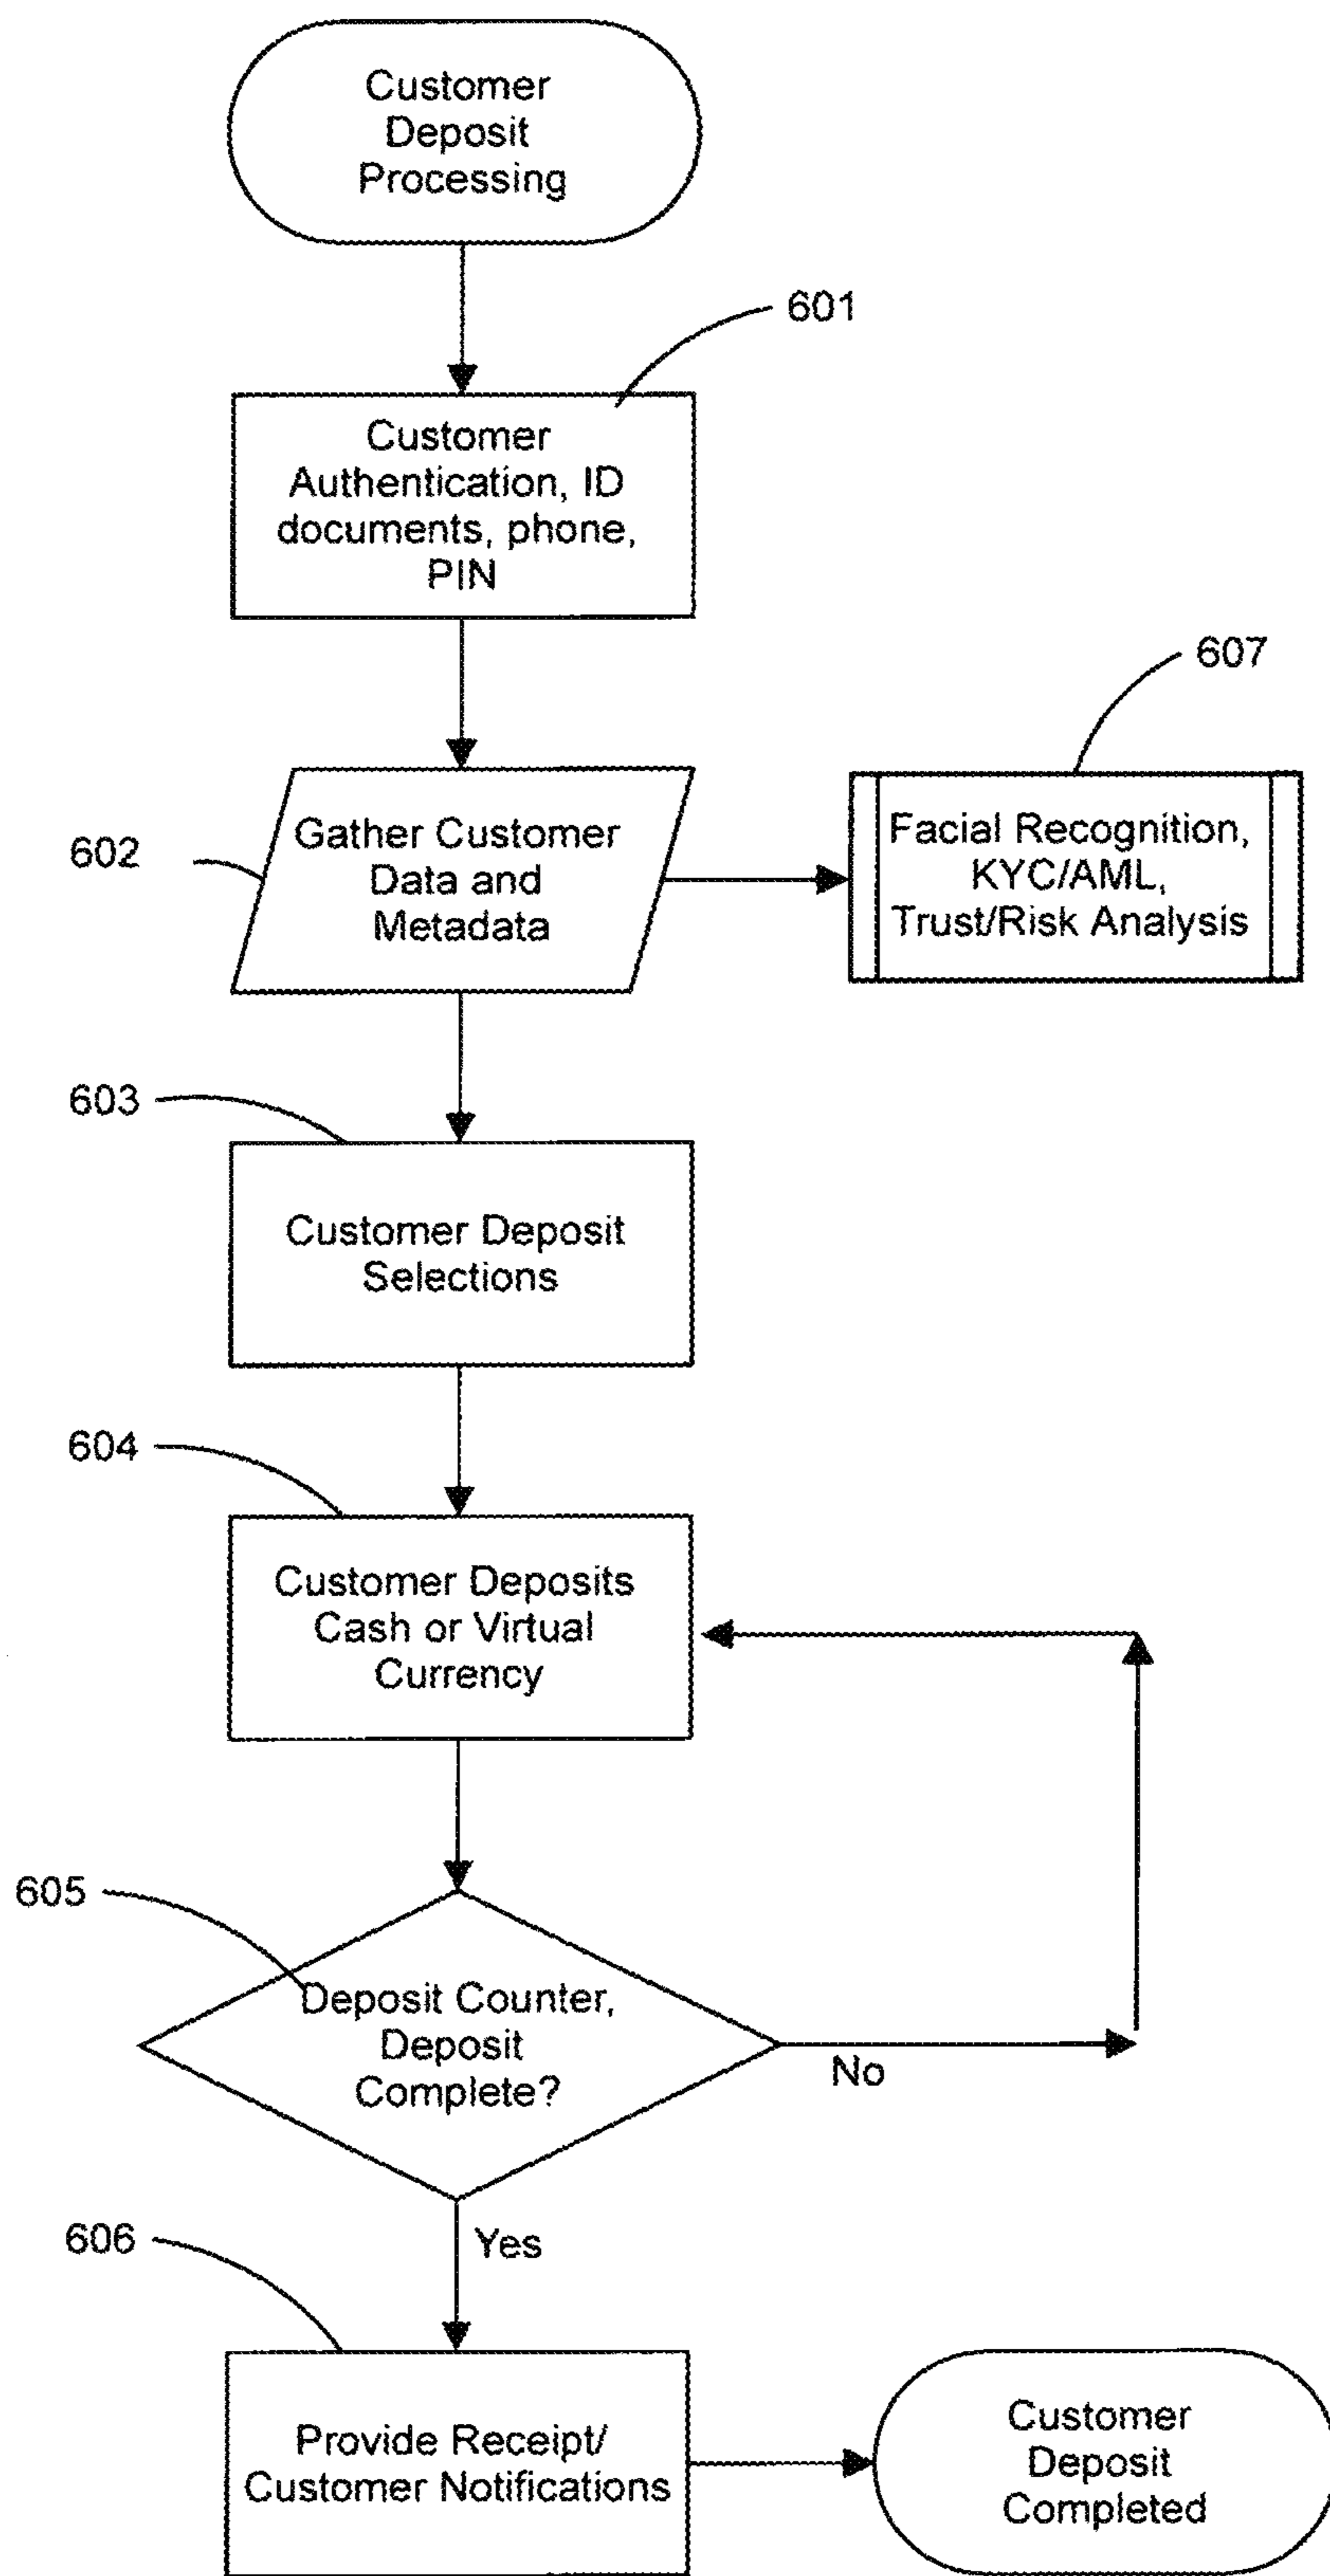 Customer
Deposit
Processing
601
Customer
Authentication, ID
documents, phone,
PIN
607
602
Gather Customer
Data and
Metadata
Facial Recognition,
KYC/AML,
Trust/Risk Analysis
603
Customer Deposit
Selections
604
Customer Deposits
Cash or Virtual
Currency
605
Deposit Counter,
Deposit
Complete?
No
Yes
606
Provide Receipt/
Customer Notifications
Customer
Deposit
Completed